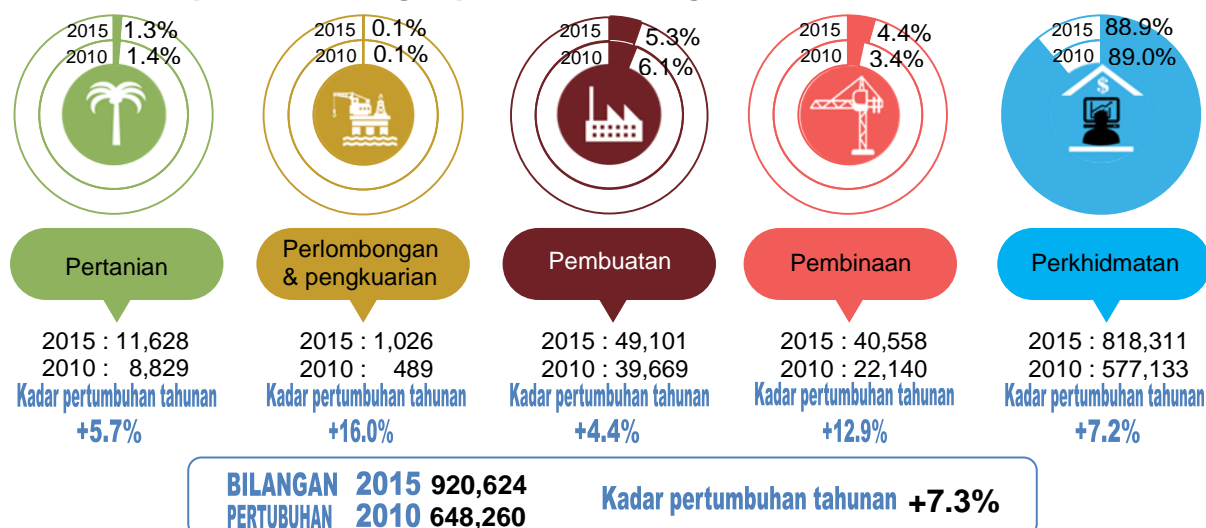 2015 1.3%
2010 1.4%
2015 0.1%
2010 0.1%
2015 5.3%
2010 6.1%
2015 4.4%
2010 3.4%
2015 88.9%
2010 89.0%
$
Pertanian
Perlombongan
& pengkuarian
Pembuatan
Pembinaan
Perkhidmatan
2015 : 11,628
2010 : 8,829
Kadar pertumbuhan tahunan
+5.7%
2015 : 1,026
2010 : 489
Kadar pertumbuhan tahunan
+16.0%
2015 : 49,101
2010 : 39,669
Kadar pertumbuhan tahunan
+4.4%
2015 : 40,558
2010 : 22,140
Kadar pertumbuhan tahunan
+12.9%
2015 : 818,311
2010 : 577,133
Kadar pertumbuhan tahunan
+7.2%
BILANGAN 2015 920,624
PERTUBUHAN 2010 648,260
Kadar pertumbuhan tahunan +7.3%